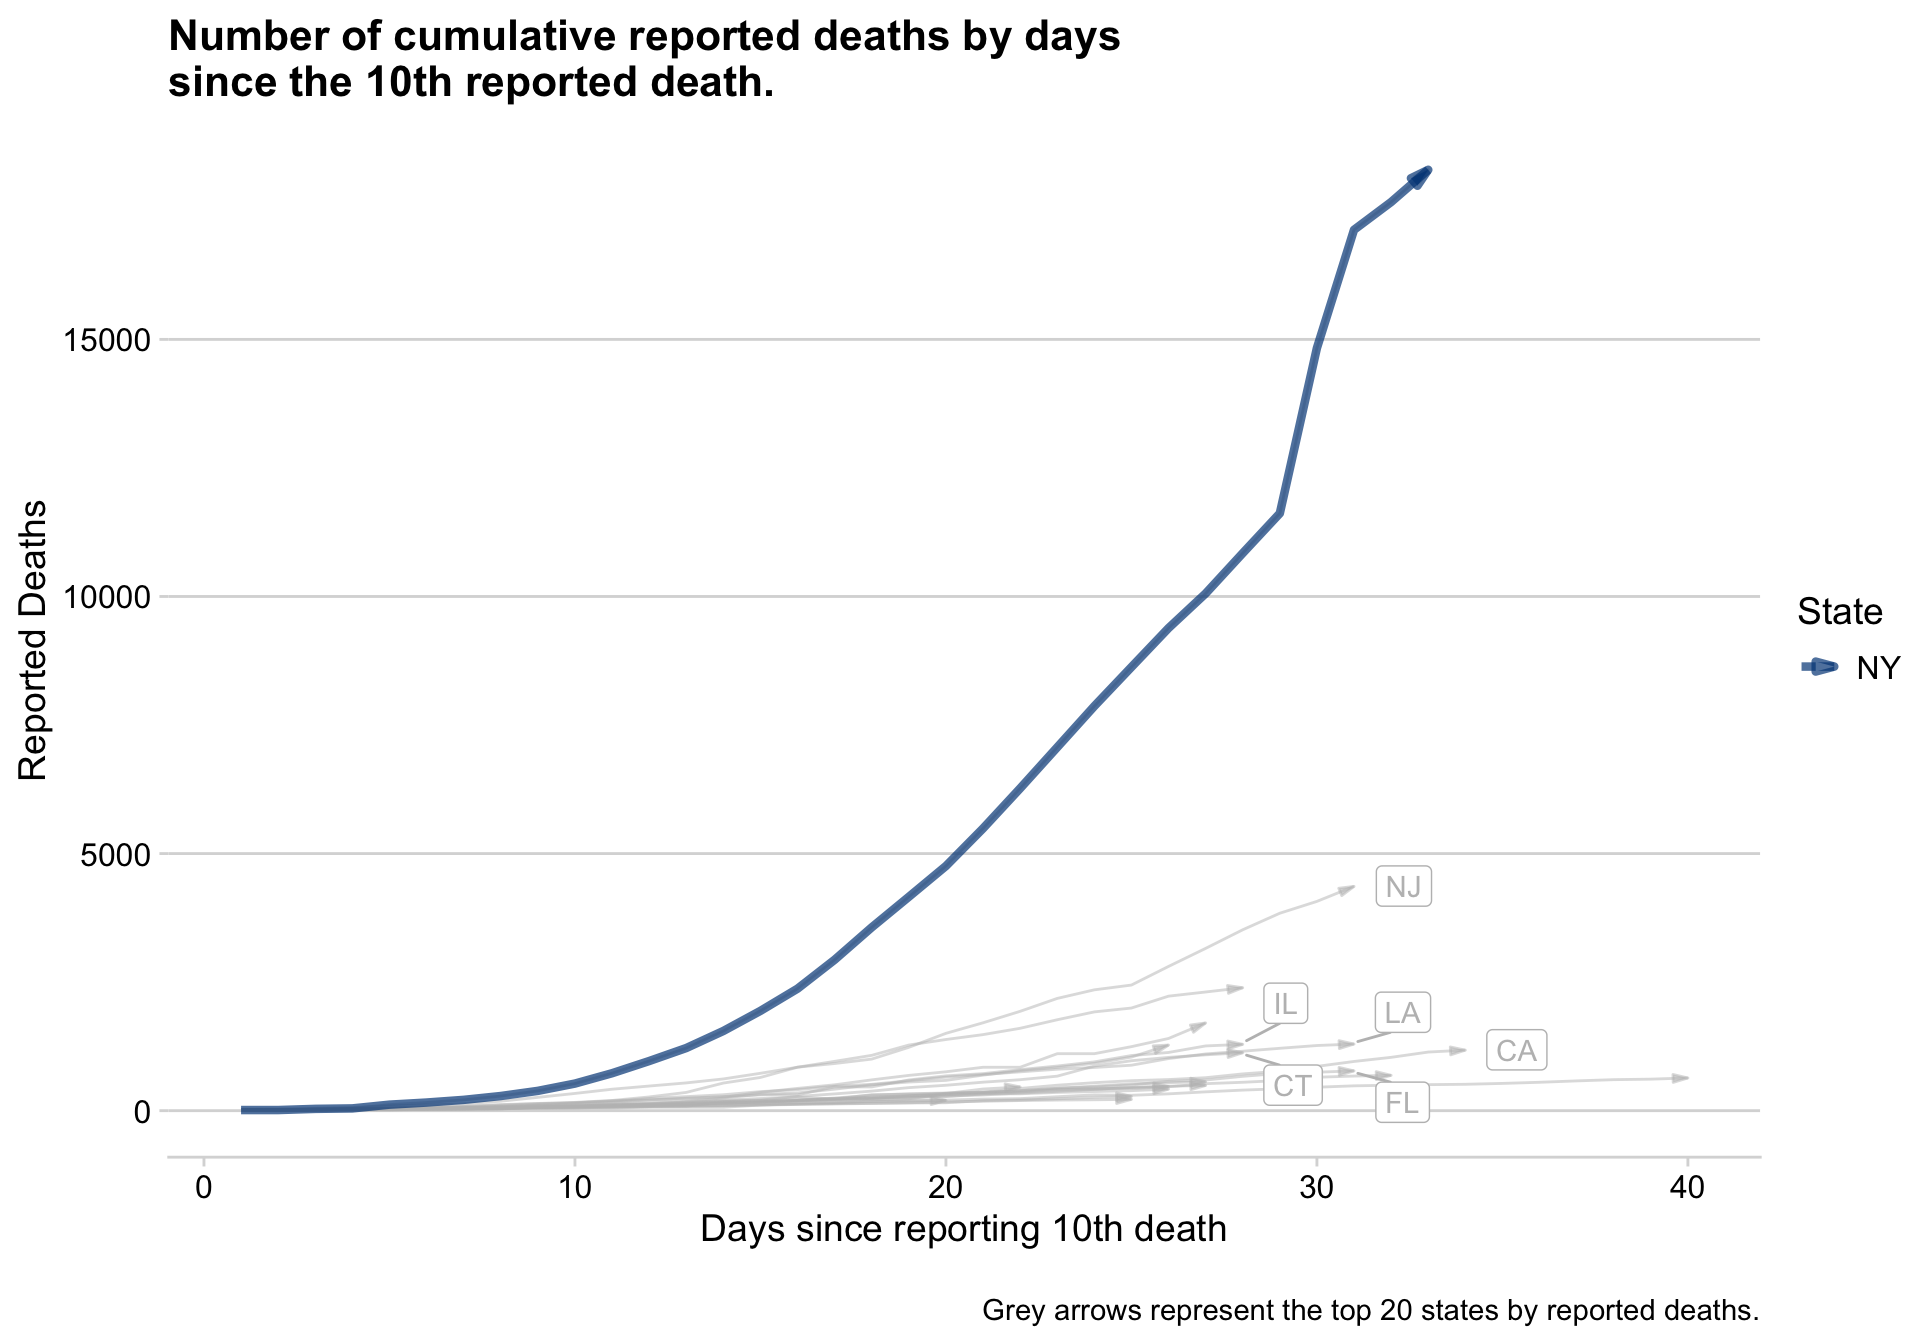 Number of cumulative reported deaths by days
since the 10th reported death.
15000
10000
5000
0
Reported Deaths
NJ
IL
LA
CA
CT
FL
State
NY
0 10 20 30 40
Days since reporting 10th death
Grey arrows represent the top 20 states by reported deaths.